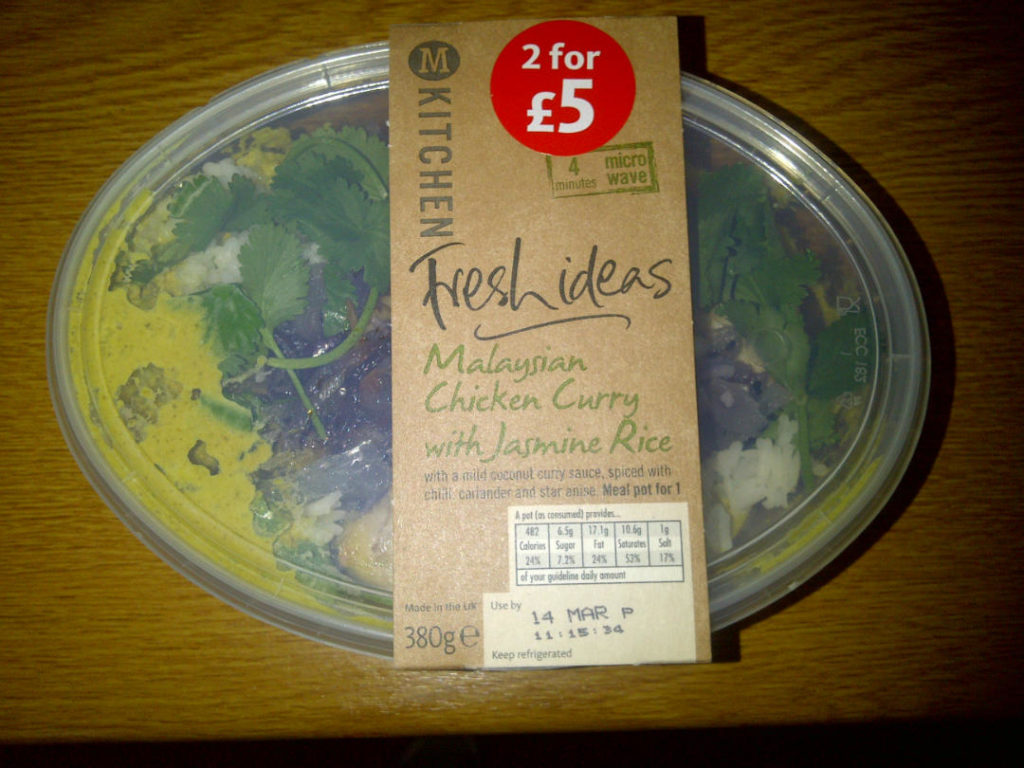 M
KITCHEN
2 for
£5
4
minutes
micro
wave
Fresh ideas
Malaysian
Chicken Curry
with Jasmine Rice
with a mild coconut curry sauce, spiced with
chilli, coriander and star anise. Meal pot for 1
A pot (as consumed) provides...
482 6.5g 17.1g 10.6g 1g
Calories Sugar Fat Saturates Salt
24% 7.2% 24% 53% 17%
of your guideline daily amount
Made in the UK
380g e
Use by
14 MAR P
11:15:34
Keep refrigerated